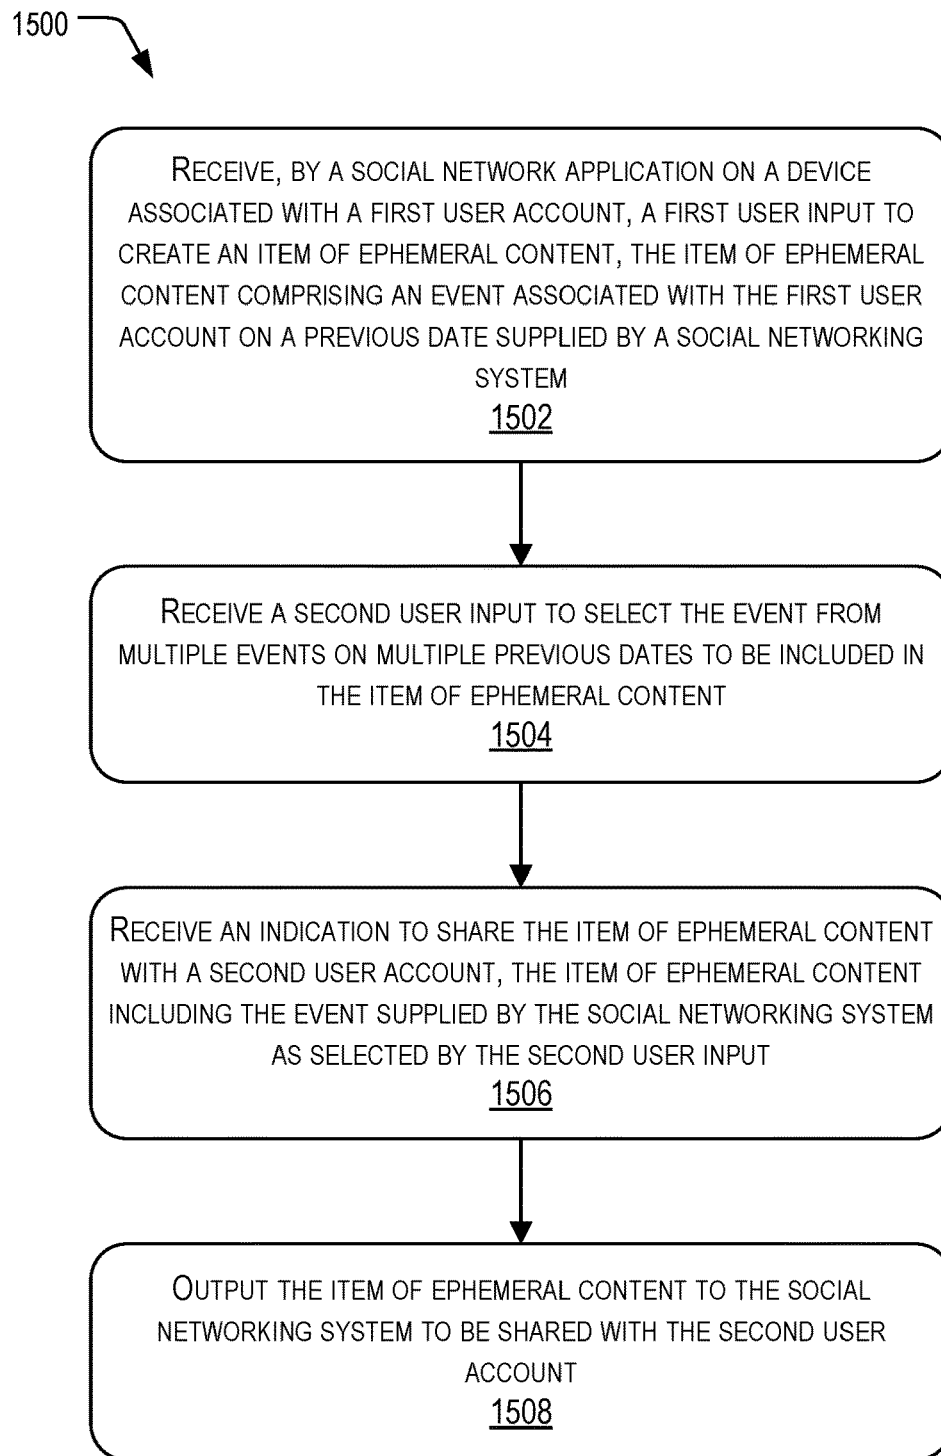 1500
RECEIVE, BY A SOCIAL NETWORK APPLICATION ON A DEVICE
ASSOCIATED WITH A FIRST USER ACCOUNT, A FIRST USER INPUT TO
CREATE AN ITEM OF EPHEMERAL CONTENT, THE ITEM OF EPHEMERAL
CONTENT COMPRISING AN EVENT ASSOCIATED WITH THE FIRST USER
ACCOUNT ON A PREVIOUS DATE SUPPLIED BY A SOCIAL NETWORKING
SYSTEM
1502
RECEIVE A SECOND USER INPUT TO SELECT THE EVENT FROM
MULTIPLE EVENTS ON MULTIPLE PREVIOUS DATES TO BE INCLUDED IN
THE ITEM OF EPHEMERAL CONTENT
1504
RECEIVE AN INDICATION TO SHARE THE ITEM OF EPHEMERAL CONTENT
WITH A SECOND USER ACCOUNT, THE ITEM OF EPHEMERAL CONTENT
INCLUDING THE EVENT SUPPLIED BY THE SOCIAL NETWORKING SYSTEM
AS SELECTED BY THE SECOND USER INPUT
1506
OUTPUT THE ITEM OF EPHEMERAL CONTENT TO THE SOCIAL
NETWORKING SYSTEM TO BE SHARED WITH THE SECOND USER
ACCOUNT
1508